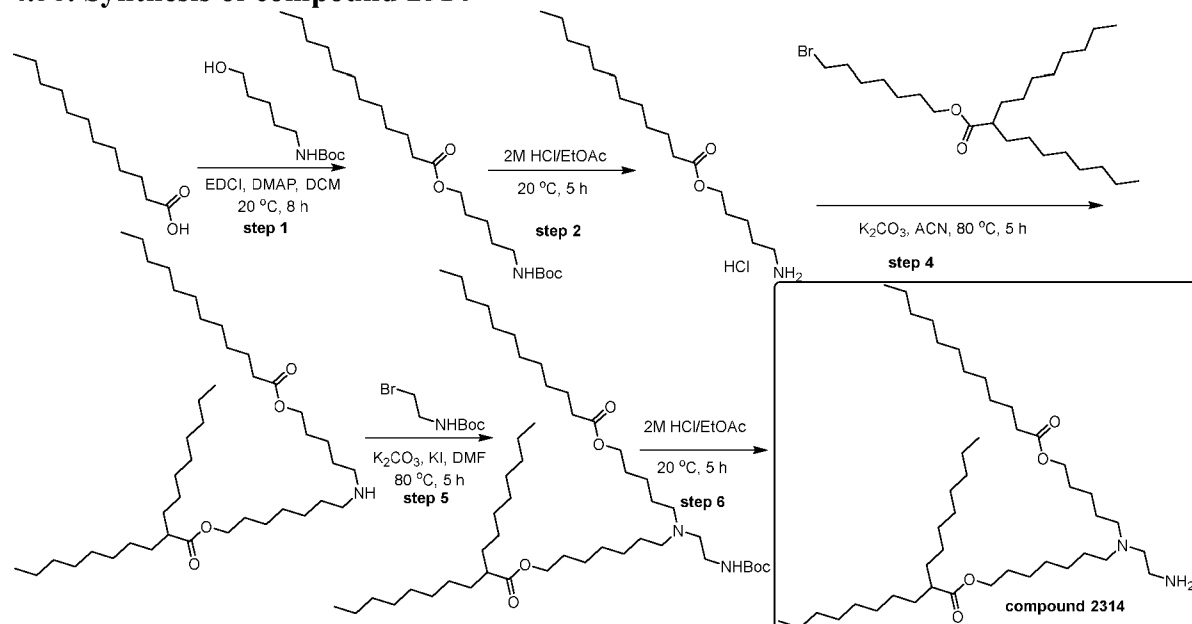 Synthesis of compound 2314
HO
NHBoc
EDCI, DMAP, DCM
20 °C, 8 h
step 1
O
OH
O
O
NHBoc
2M HCl/EtOAc
20 °C, 5 h
step 2
O
O
HCl
NH2
Br
O
O
K2CO3, ACN, 80 °C, 5 h
step 4
O
O
NH
O
O
Br
NHBoc
K2CO3, KI, DMF
80 °C, 5 h
step 5
O
O
N
NHBoc
O
O
2M HCl/EtOAc
20 °C, 5 h
step 6
O
O
N
NH2
O
O
compound 2314